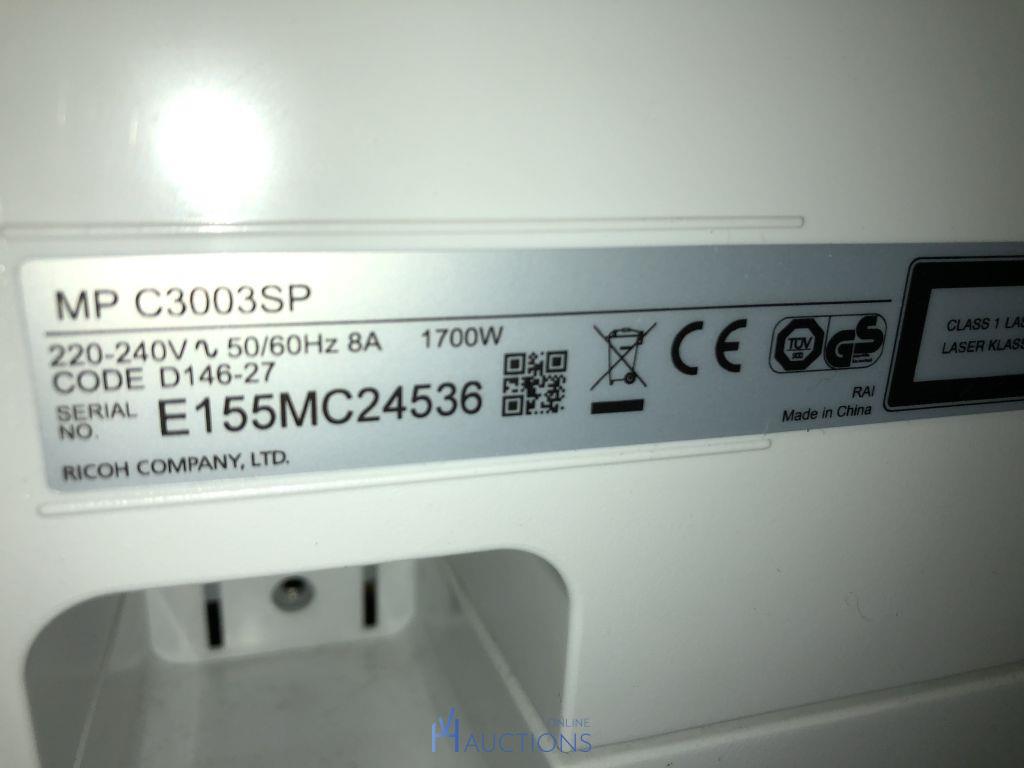 MP C3003SP
220-240V ∿ 50/60Hz 8A 1700W
CODE D146-27
SERIAL NO. E155MC24536
RICOH COMPANY, LTD.
CE
TÜV GS
RAI
Made in China
CLASS 1 LAS
LASER KLASS
V4 ONLINE
AUCTIONS